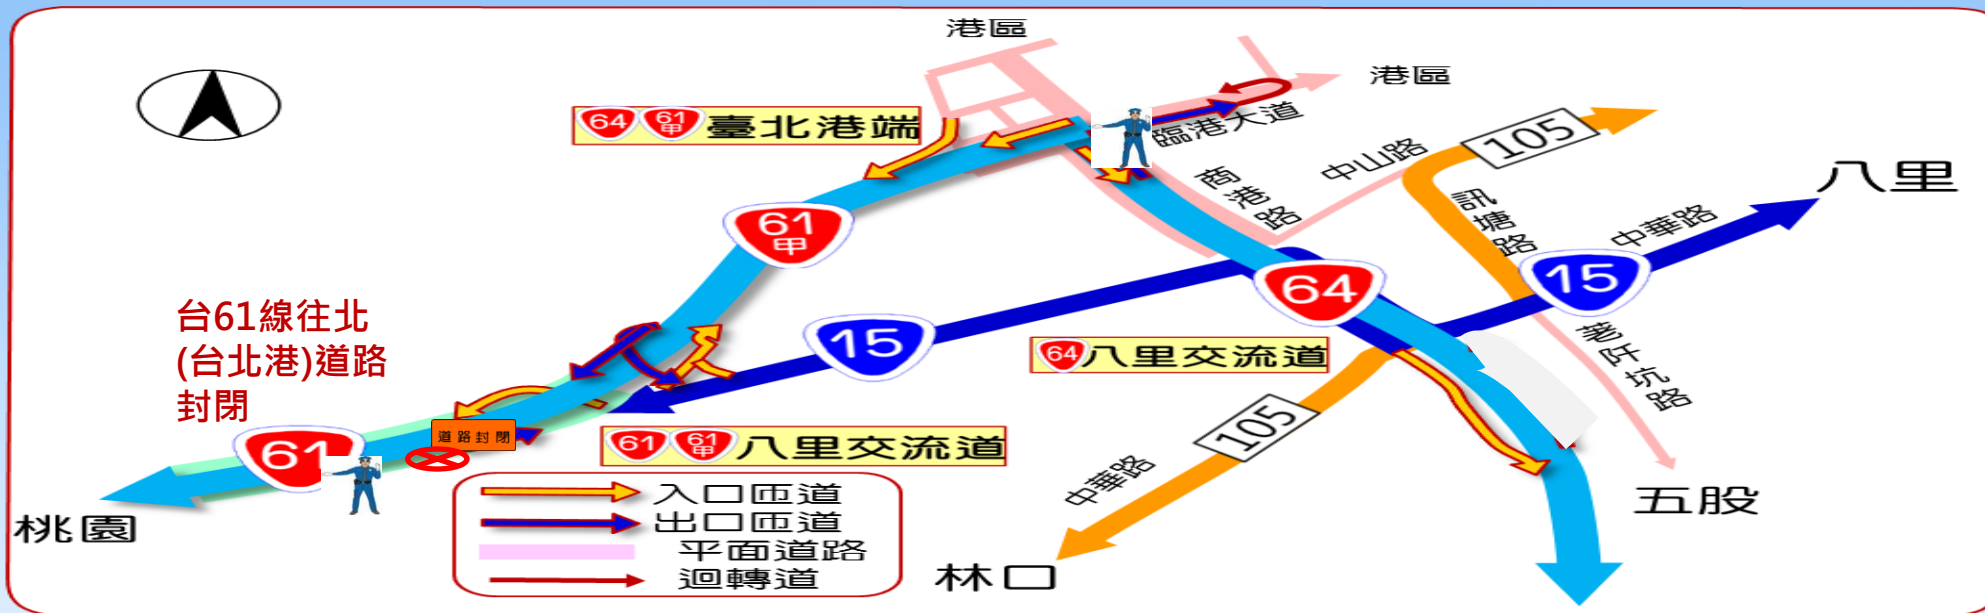 港區
港區
64 61甲 臺北港端
臨港大道
105
中山路
商港路
訊塘路
八里
中華路
61甲
15
64
台61線往北
(台北港)道路
封閉
15
64 八里交流道
著阡坑路
105
61
道路封閉
61 61甲 八里交流道
中華路
五股
桃園
入口匝道
出口匝道
平面道路
迴轉道
林口